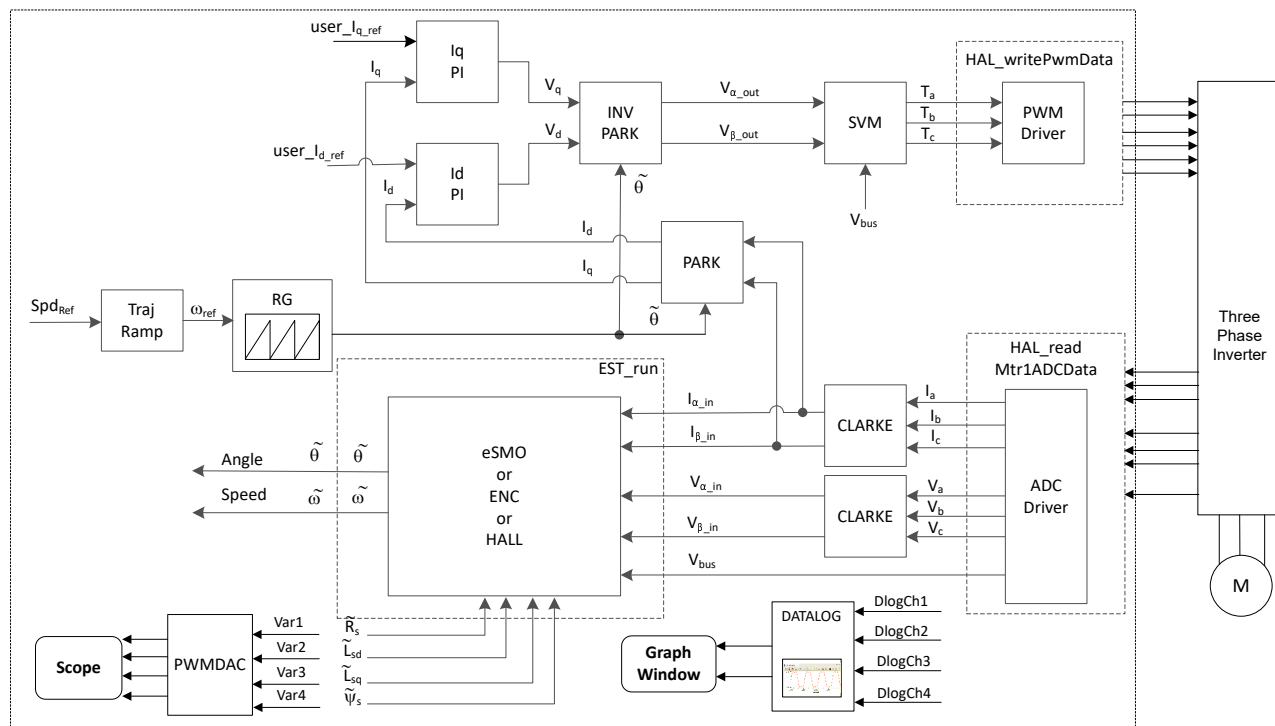 user_Iq_ref
Iq
PI
Iq
Vq
Vd
INV
PARK
Vα_out
Vβ_out
SVM
Vbus
Ta
Tb
Tc
HAL_writePwmData
PWM
Driver
user_Id_ref
Id
PI
Id
θ̃
Id
Iq
PARK
θ̃
SpdRef
Traj
Ramp
ωref
RG
Three
Phase
Inverter
M
EST_run
HAL_read
Mtr1ADCData
Iα_in
Iβ_in
CLARKE
Ia
Ib
Ic
Angle
θ̃
θ̃
Speed
ω̃
ω̃
eSMO
or
ENC
or
HALL
Vα_in
Vβ_in
CLARKE
Va
Vb
Vc
ADC
Driver
Vbus
Scope
PWMDAC
Var1
Var2
Var3
Var4
R̃s
L̃sd
L̃sq
ψ̃s
Graph
Window
DATALOG
DlogCh1
DlogCh2
DlogCh3
DlogCh4